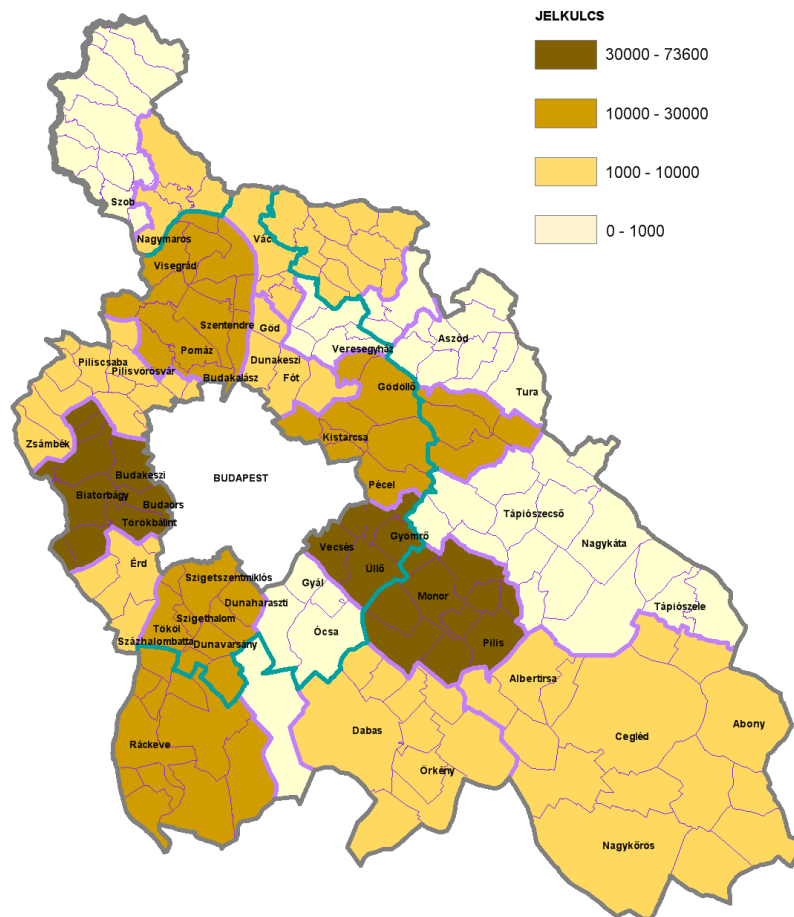 JELKULCS
30000 - 73600
10000 - 30000
1000 - 10000
0 - 1000
Szob
Nagymaros
Vác
Visegrád
Szentendre
Göd
Pomáz
Veresegyház
Aszód
Dunakeszi
Piliscsaba
Pilisvörösvár
Budakalász
Fót
Gödöllő
Tura
Zsámbék
Kistarcsa
Budakeszi
BUDAPEST
Pécel
Biatorbágy
Budaörs
Törökbálint
Tápiószecső
Vecsés
Gyömrő
Nagykáta
Érd
Üllő
Szigetszentmiklós
Gyál
Monor
Dunaharaszti
Tápiószele
Szigethalom
Tököl
Ócsa
Százhalombatta
Dunavarsány
Pilis
Albertirsa
Abony
Dabas
Cegléd
Ráckeve
Örkény
Nagykőrös